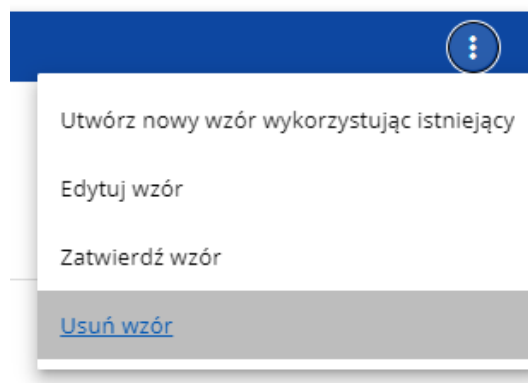 Utwórz nowy wzór wykorzystując istniejący
Edytuj wzór
Zatwierdź wzór
Usuń wzór